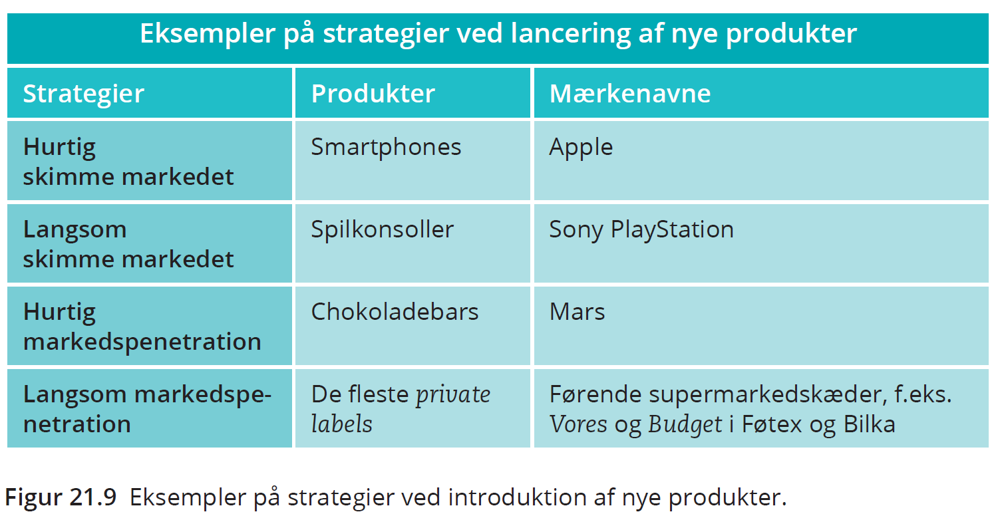 Eksempler på strategier ved lancering af nye produkter
Strategier
Produkter
Mærkenavne
Hurtig
skimme markedet
Smartphones
Apple
Langsom
skimme markedet
Spilkonsoller
Sony PlayStation
Hurtig
markedspenetration
Chokoladebars
Mars
Langsom markedspe-
netration
De fleste private
labels
Førende supermarkedskæder, f.eks.
Vores og Budget i Føtex og Bilka
Figur 21.9 Eksempler på strategier ved introduktion af nye produkter.